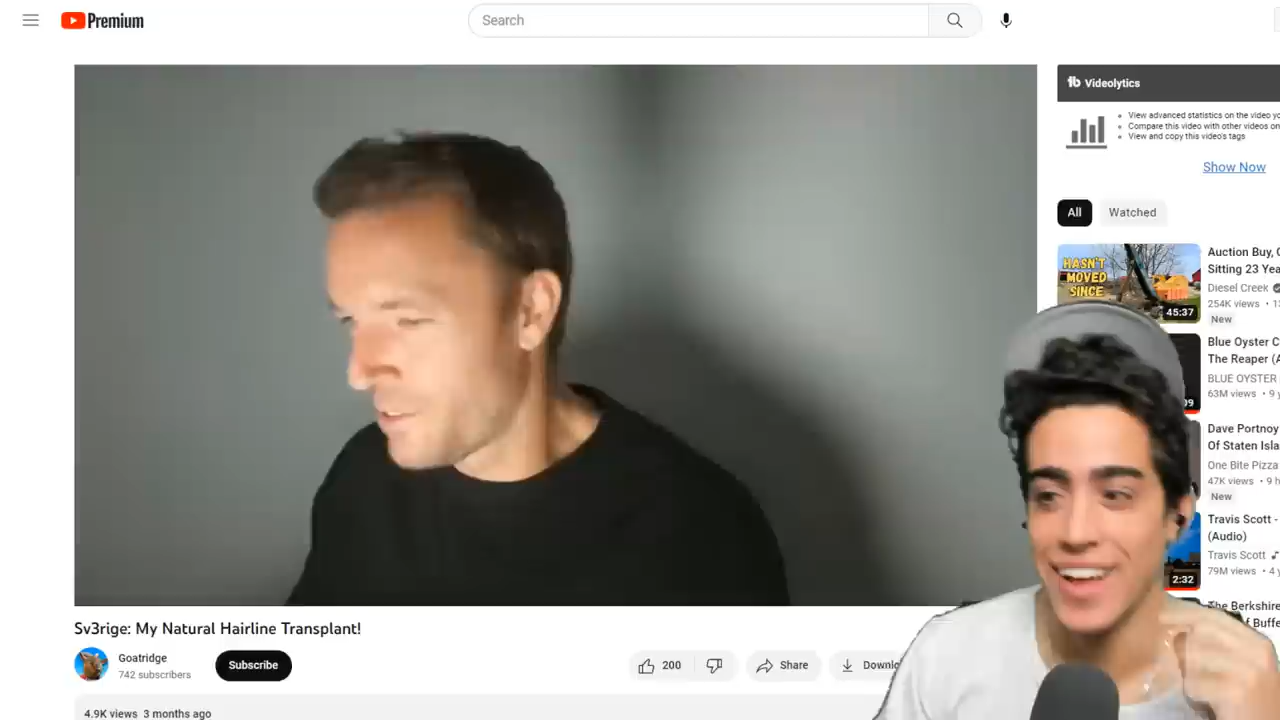 Premium
Search
Videolytics
View advanced statistics on the video
Compare this video with other videos on
View and copy this video's tags
Show Now
All
Watched
HASN'T
MOVED
SINCE
45:37
Auction Buy,
Sitting 23
Diesel Creek
254K views
New
Blue Oyster
The Reaper
BLUE OYSTER
63M views
Dave Portnoy
Of Staten
One Bite Pizza
47K views
New
Travis Scott -
(Audio)
Travis Scott
79M views
2:32
The Berkshire
Sv3rige: My Natural Hairline Transplant!
Goatridge
742 subscribers
Subscribe
200
Share
4.9K views 3 months ago